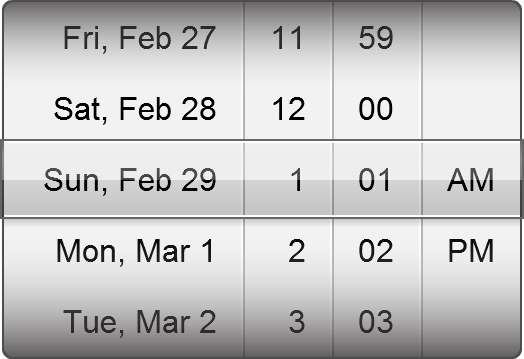 Fri, Feb 27 11 59
Sat, Feb 28 12 00
Sun, Feb 29 1 01 AM
Mon, Mar 1 2 02 PM
Tue, Mar 2 3 03